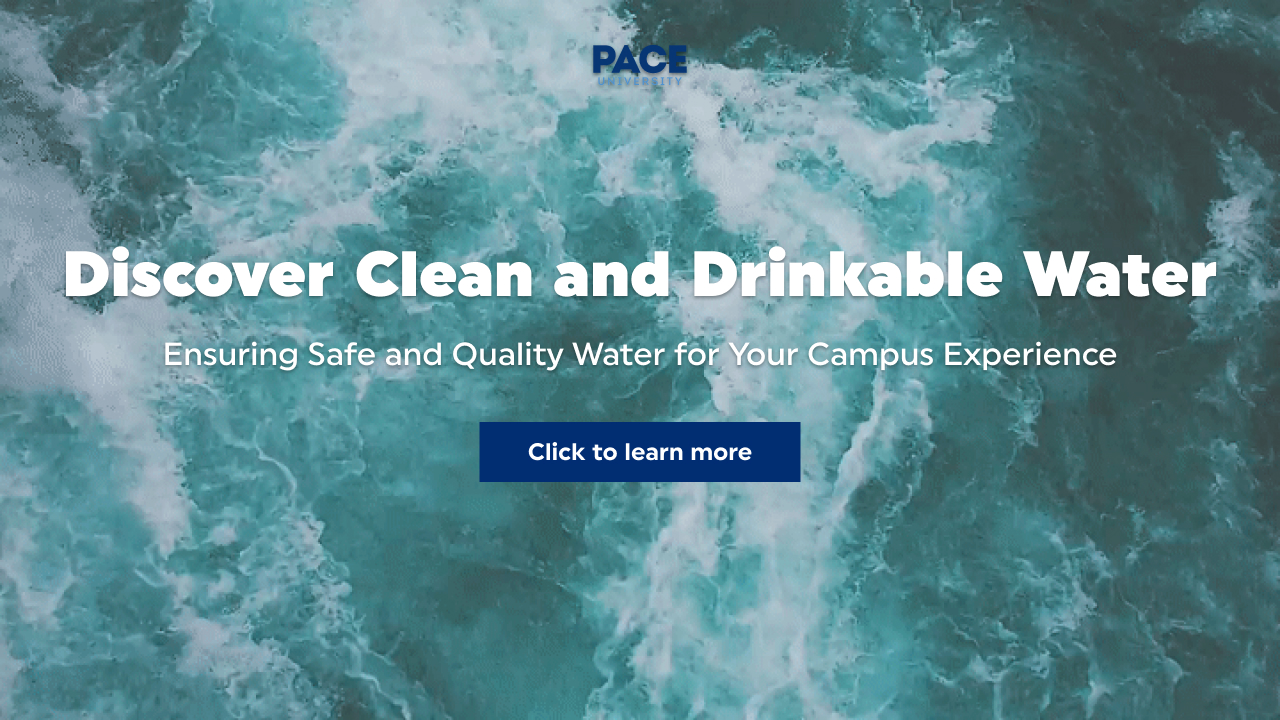 PACE
UNIVERSITY
Discover Clean and Drinkable Water
Ensuring Safe and Quality Water for Your Campus Experience
Click to learn more